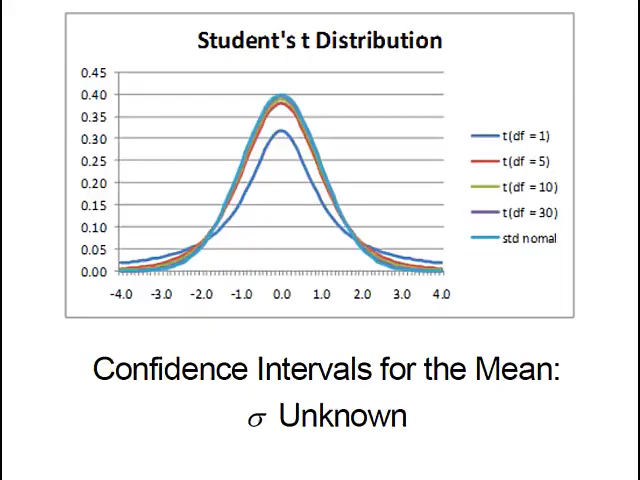 Student's t Distribution
0.45
0.40
0.35
0.30
0.25
0.20
0.15
0.10
0.05
0.00
-4.0 -3.0 -2.0 -1.0 0.0 1.0 2.0 3.0 4.0
t(df = 1)
t(df = 5)
t(df = 10)
t(df = 30)
std nomal
Confidence Intervals for the Mean:
σ Unknown